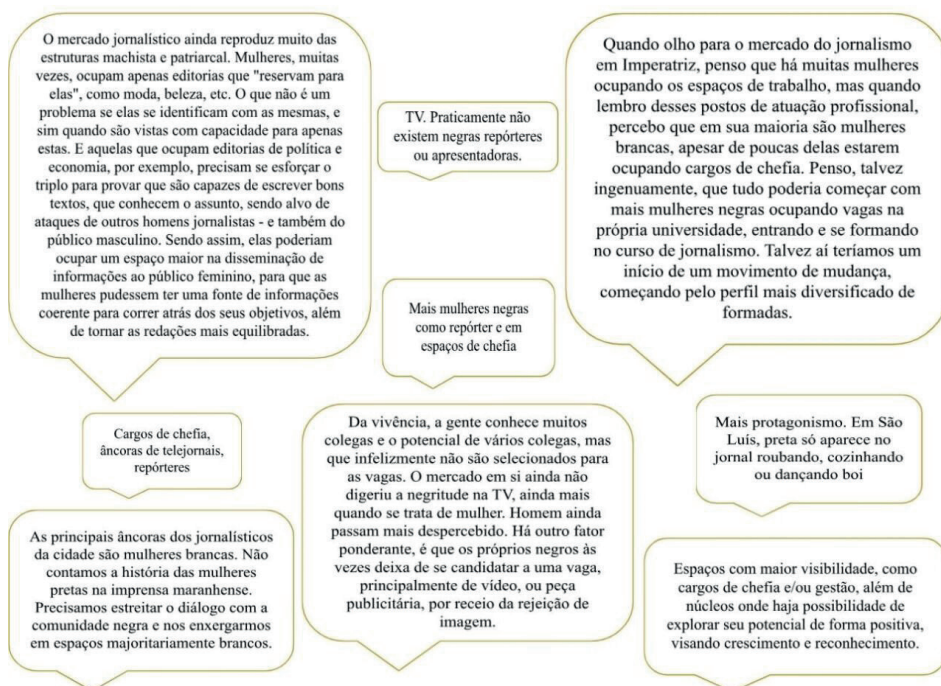 O mercado jornalístico ainda reproduz muito das
estruturas machista e patriarcal. Mulheres, muitas
vezes, ocupam apenas editorias que "reservam para
elas", como moda, beleza, etc. O que não é um
problema se elas se identificam com as mesmas, e
sim quando são vistas com capacidade para apenas
estas. E aquelas que ocupam editorias de política e
economia, por exemplo, precisam se esforçar o
triplo para provar que são capazes de escrever bons
textos, que conhecem o assunto, sendo alvo de
ataques de outros homens jornalistas - e também do
público masculino. Sendo assim, elas poderiam
ocupar um espaço maior na disseminação de
informações ao público feminino, para que as
mulheres pudessem ter uma fonte de informações
coerente para correr atrás dos seus objetivos, além
de tornar as redações mais equilibradas.
TV. Praticamente não
existem negras repórteres
ou apresentadoras.
Quando olho para o mercado do jornalismo
em Imperatriz, penso que há muitas mulheres
ocupando os espaços de trabalho, mas quando
lembro desses postos de atuação profissional,
percebo que em sua maioria são mulheres
brancas, apesar de poucas delas estarem
ocupando cargos de chefia. Penso, talvez
ingenuamente, que tudo poderia começar com
mais mulheres negras ocupando vagas na
própria universidade, entrando e se formando
no curso de jornalismo. Talvez aí teríamos um
início de um movimento de mudança,
começando pelo perfil mais diversificado de
formadas.
Mais mulheres negras
como repórter e em
espaços de chefia
Cargos de chefia,
âncoras de telejornais,
repórteres
Da vivência, a gente conhece muitos
colegas e o potencial de vários colegas, mas
que infelizmente não são selecionados para
as vagas. O mercado em si ainda não
digeriu a negritude na TV, ainda mais
quando se trata de mulher. Homem ainda
passam mais despercebido. Há outro fator
ponderante, é que os próprios negros às
vezes deixa de se candidatar a uma vaga,
principalmente de vídeo, ou peça
publicitária, por receio da rejeição de
imagem.
Mais protagonismo. Em São
Luís, preta só aparece no
jornal roubando, cozinhando
ou dançando boi
As principais âncoras dos jornalísticos
da cidade são mulheres brancas. Não
contamos a história das mulheres
pretas na imprensa maranhense.
Precisamos estreitar o diálogo com a
comunidade negra e nos enxergarmos
em espaços majoritariamente brancos.
Espaços com maior visibilidade, como
cargos de chefia e/ou gestão, além de
núcleos onde haja possibilidade de
explorar seu potencial de forma positiva,
visando crescimento e reconhecimento.